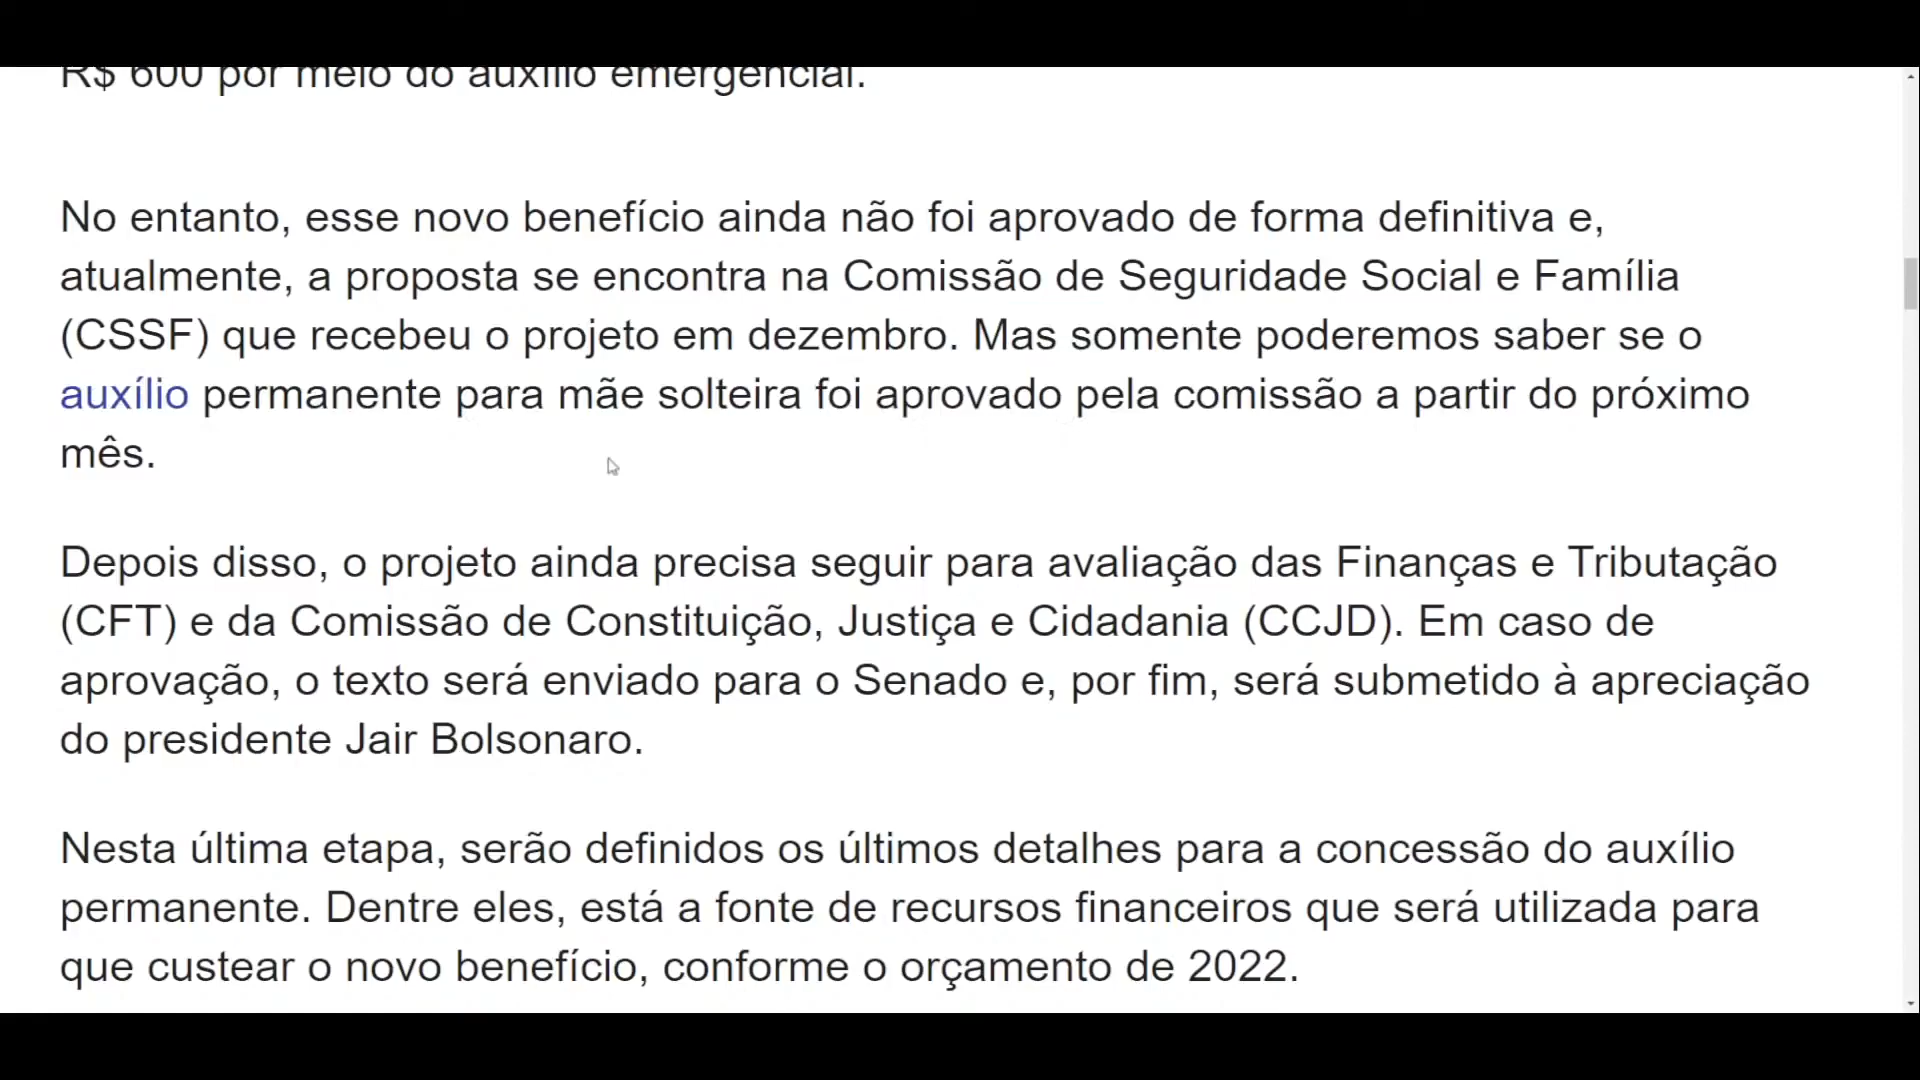 R$ 600 por meio do auxílio emergencial.
No entanto, esse novo benefício ainda não foi aprovado de forma definitiva e,
atualmente, a proposta se encontra na Comissão de Seguridade Social e Família
(CSSF) que recebeu o projeto em dezembro. Mas somente poderemos saber se o
auxílio permanente para mãe solteira foi aprovado pela comissão a partir do próximo
mês.
Depois disso, o projeto ainda precisa seguir para avaliação das Finanças e Tributação
(CFT) e da Comissão de Constituição, Justiça e Cidadania (CCJD). Em caso de
aprovação, o texto será enviado para o Senado e, por fim, será submetido à apreciação
do presidente Jair Bolsonaro.
Nesta última etapa, serão definidos os últimos detalhes para a concessão do auxílio
permanente. Dentre eles, está a fonte de recursos financeiros que será utilizada para
que custear o novo benefício, conforme o orçamento de 2022.